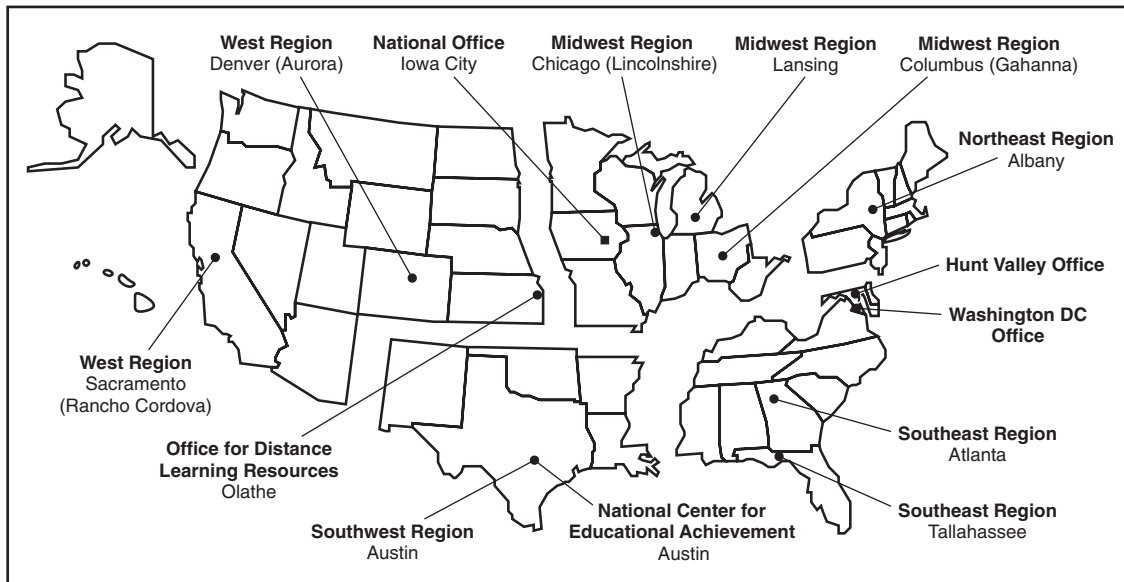 West Region
Denver (Aurora)
National Office
Iowa City
Midwest Region
Chicago (Lincolnshire)
Midwest Region
Lansing
Midwest Region
Columbus (Gahanna)
Northeast Region
Albany
Hunt Valley Office
Washington DC
Office
West Region
Sacramento
(Rancho Cordova)
Office for Distance
Learning Resources
Olathe
Southwest Region
Austin
National Center for
Educational Achievement
Austin
Southeast Region
Atlanta
Southeast Region
Tallahassee